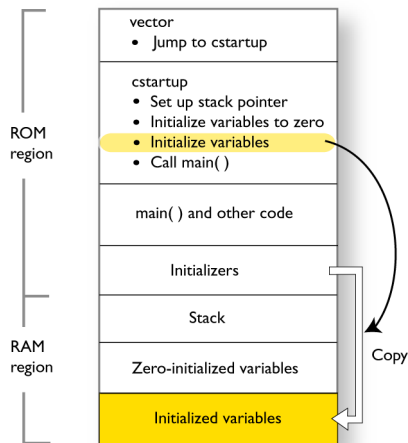 vector
• Jump to cstartup
cstartup
• Set up stack pointer
• Initialize variables to zero
• Initialize variables
• Call main( )
ROM
region
main( ) and other code
Initializers
Stack
RAM
region
Copy
Zero-initialized variables
Initialized variables